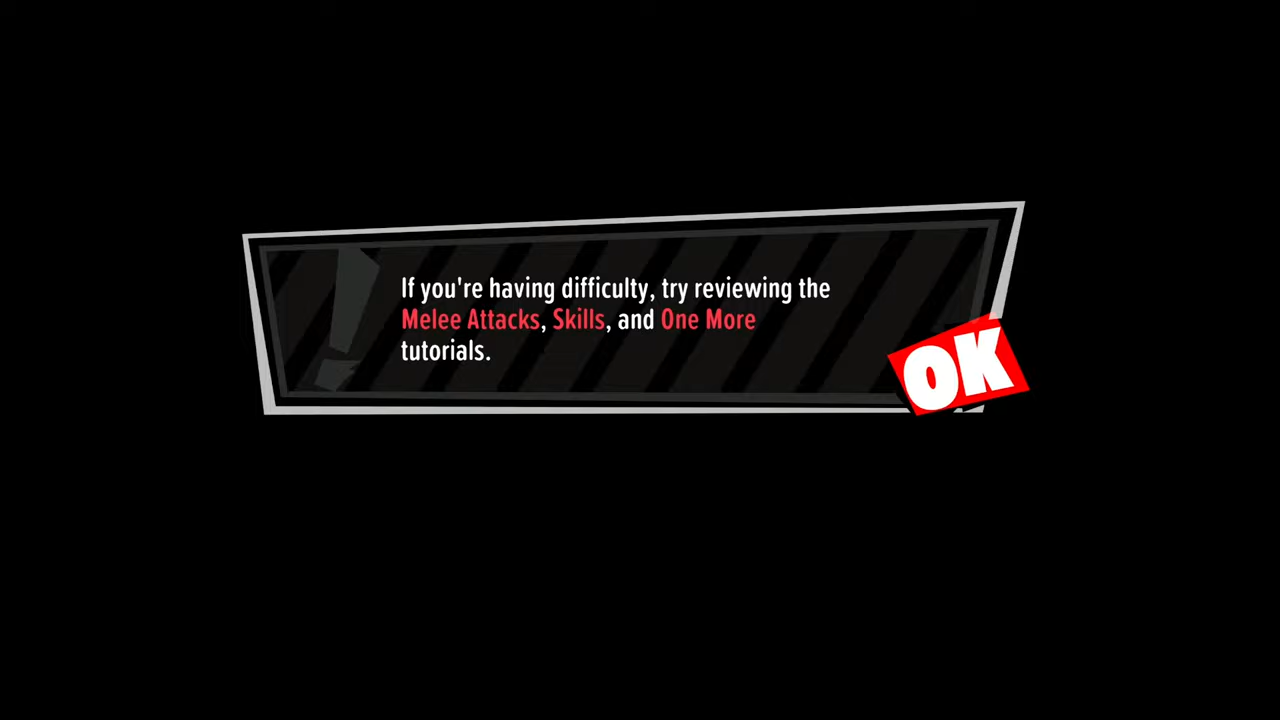 If you're having difficulty, try reviewing the
Melee Attacks, Skills, and One More
tutorials.
OK